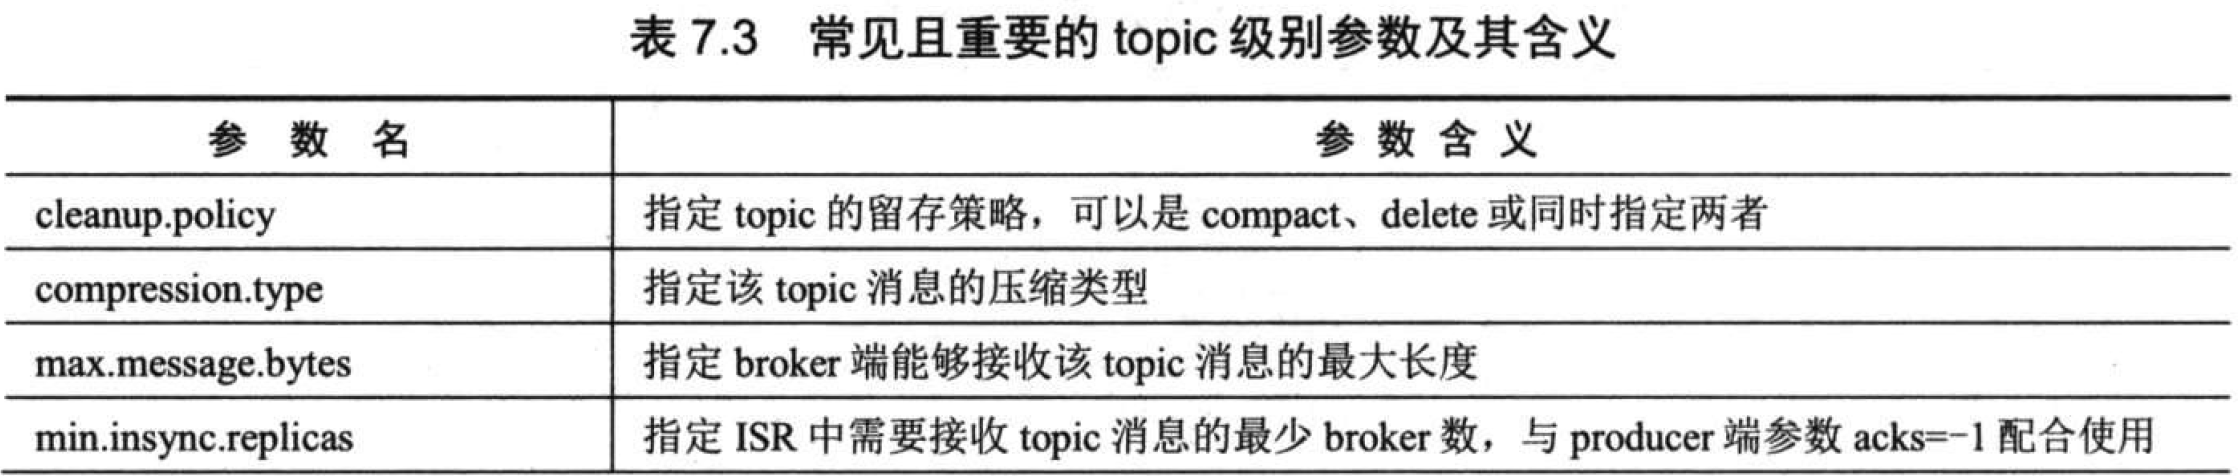 表 7.3 常见且重要的 topic 级别参数及其含义
参 数 名 参 数 含 义
cleanup.policy 指定 topic 的留存策略，可以是 compact、delete 或同时指定两者
compression.type 指定该 topic 消息的压缩类型
max.message.bytes 指定 broker 端能够接收该 topic 消息的最大长度
min.insync.replicas 指定 ISR 中需要接收 topic 消息的最少 broker 数，与 producer 端参数 acks=-1 配合使用